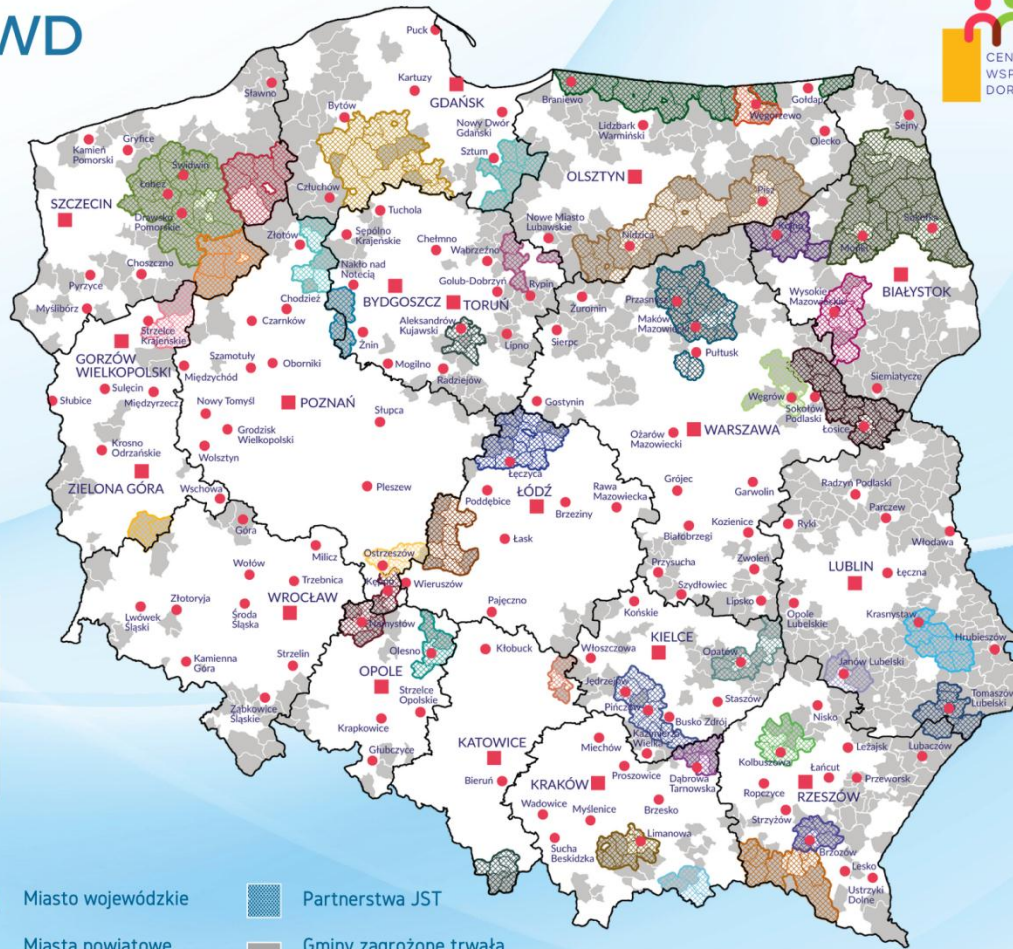 WD
CEN
WSP
DOR
Puck
Kartuzy
GDAŃSK
Sławno
Bytów
Nowy Dwór
Gdański
Braniewo
Gołdap
Węgorzewo
Sejny
Lidzbark
Warmiński
Olecko
Kamień
Pomorski
Gryfice
Świdwin
Sztum
OLSZTYN
Łobez
Człuchów
Pisz
SZCZECIN
Drawsko
Pomorskie
Tuchola
Nowe Miasto
Lubawskie
Kolno
Sokółka
Mońki
Złotów
Sępólno
Krajeńskie
Chełmno
Wąbrzeźno
Nidzica
Choszczno
Nakło nad
Notecią
Golub-Dobrzyń
Pyrzyce
BYDGOSZCZ
TORUŃ
Rypin
Żuromin
Przasnysz
Wysokie
Mazowieckie
BIAŁYSTOK
Myślibórz
Chodzież
Czarnków
Aleksandrów
Kujawski
Maków
Mazowiecki
Strzelce
Krajeńskie
Żnin
Lipno
Sierpc
Pułtusk
GORZÓW
WIELKOPOLSKI
Szamotuły
Oborniki
Mogilno
Radziejów
Międzychód
Siemiatycze
Sulęcin
Słubice
Międzyrzec
Nowy Tomyśl
POZNAŃ
Słupca
Gostynin
Węgrów
Sokołów
Podlaski
Łosice
Krosno
Odrzańskie
Grodzisk
Wielkopolski
Ożarów
Mazowiecki
WARSZAWA
Wolsztyn
Łęczyca
ZIELONA GÓRA
Wschowa
Pleszew
Poddębice
ŁÓDŹ
Brzeziny
Rawa
Mazowiecka
Grójec
Garwolin
Radzyń Podlaski
Parczew
Góra
Łask
Białobrzegi
Kozienice
Ryki
Włodawa
Milicz
Ostrzeszów
Wołów
Trzebnica
Kępno
Wieruszów
Przysucha
Zwoleń
LUBLIN
Łęczna
WROCŁAW
Szydłowiec
Lwówek
Śląski
Złotoryja
Środa
Śląska
Namysłów
Pajęczno
Końskie
Lipsko
Opole
Lubelskie
Krasnystaw
Hrubieszów
Kamienna
Góra
Strzelin
Olesno
Kłobuck
Włoszczowa
KIELCE
Opatów
Janów Lubelski
OPOLE
Jędrzejów
Ząbkowice
Śląskie
Strzelce
Opolskie
Pińczów
Staszów
Busko Zdrój
Nisko
Tomaszów
Lubelski
Krapkowice
Kazimierza
Wielka
Głubczyce
KATOWICE
Miechów
Kolbuszowa
Leżajsk
Lubaczów
Bieruń
KRAKÓW
Proszowice
Dąbrowa
Tarnowska
Łańcut
Przeworsk
Ropczyce
RZESZÓW
Wadowice
Myślenice
Brzesko
Strzyżów
Sucha
Beskidzka
Limanowa
Brzozów
Lesko
Ustrzyki
Dolne
Miasto wojewódzkie
Partnerstwa JST
Miasta powiatowe
Gminy zagrożone trwałą